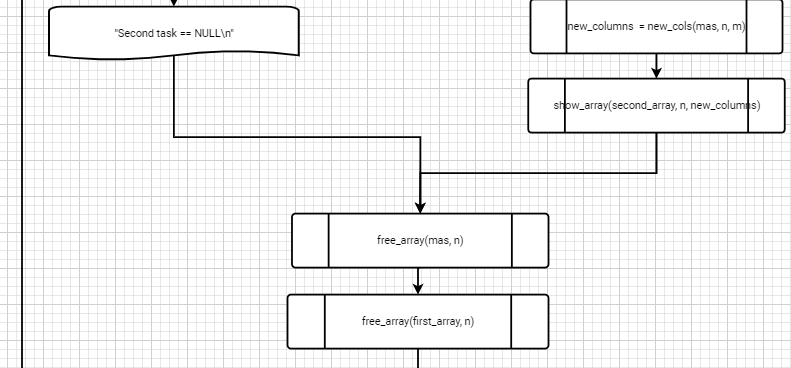 "Second task == NULL\n"
new_columns = new_cols(mas, n, m)
show_array(second_array, n, new_columns)
free_array(mas, n)
free_array(first_array, n)